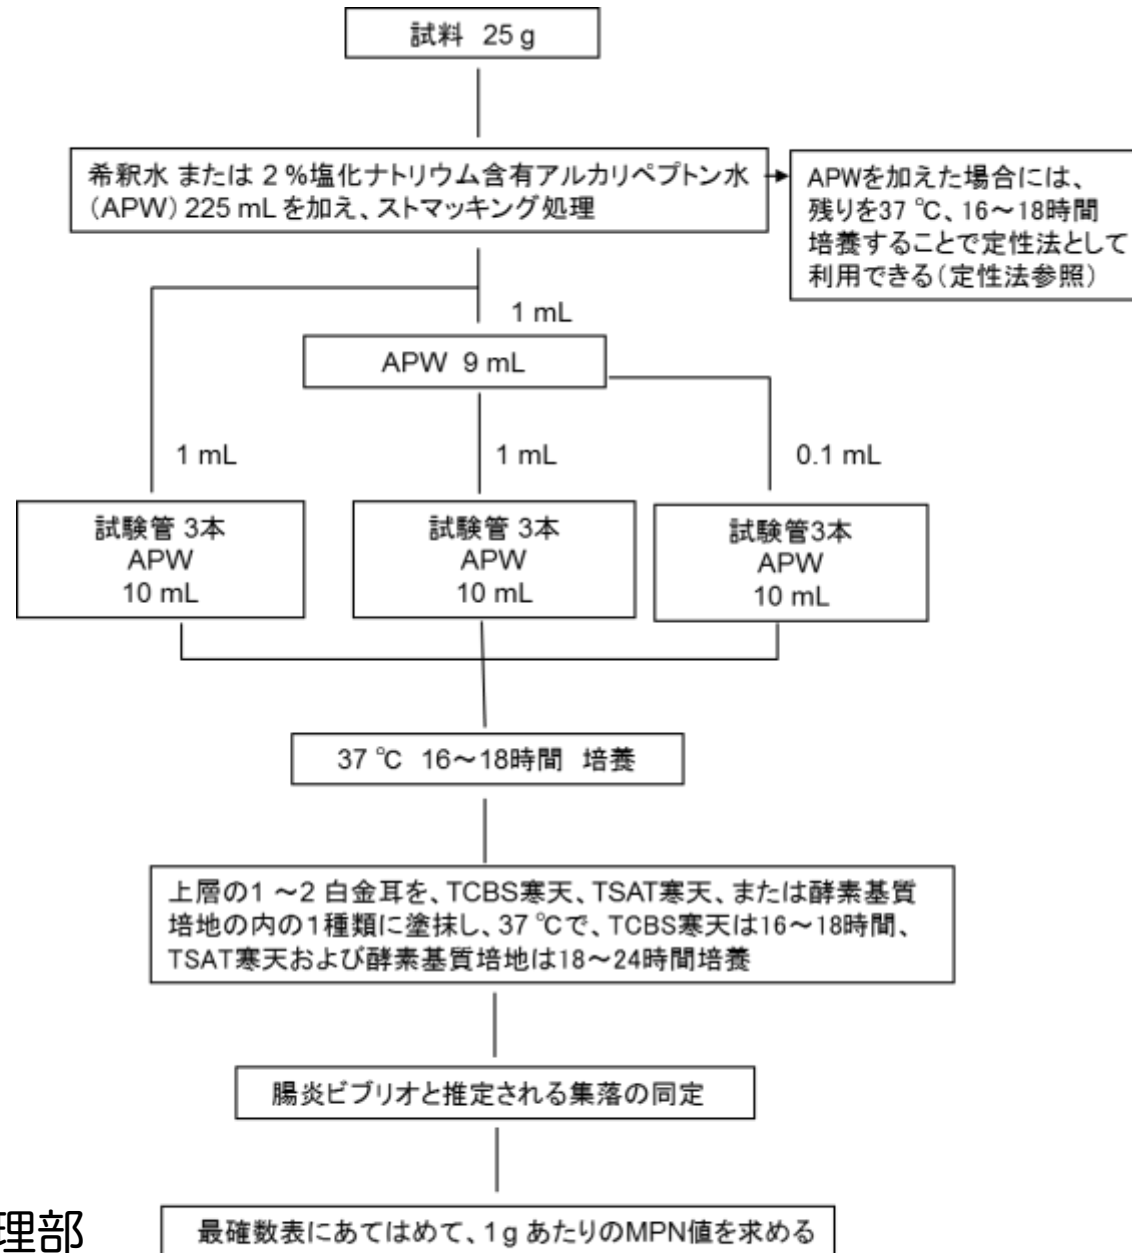 試料 25 g
希釈水 または 2 %塩化ナトリウム含有アルカリペプトン水
(APW) 225 mL を加え、ストマッキング処理
APWを加えた場合には、
残りを37 ℃、16～18時間
培養することで定性法として
利用できる(定性法参照)
1 mL
APW 9 mL
1 mL
1 mL
0.1 mL
試験管 3本
APW
10 mL
試験管 3本
APW
10 mL
試験管3本
APW
10 mL
37 ℃ 16～18時間 培養
上層の1 ～2 白金耳を、TCBS寒天、TSAT寒天、または酵素基質
培地の内の1種類に塗抹し、37 ℃で、TCBS寒天は16～18時間、
TSAT寒天および酵素基質培地は18～24時間培養
腸炎ビブリオと推定される集落の同定
理部
最確数表にあてはめて、1 g あたりのMPN値を求める